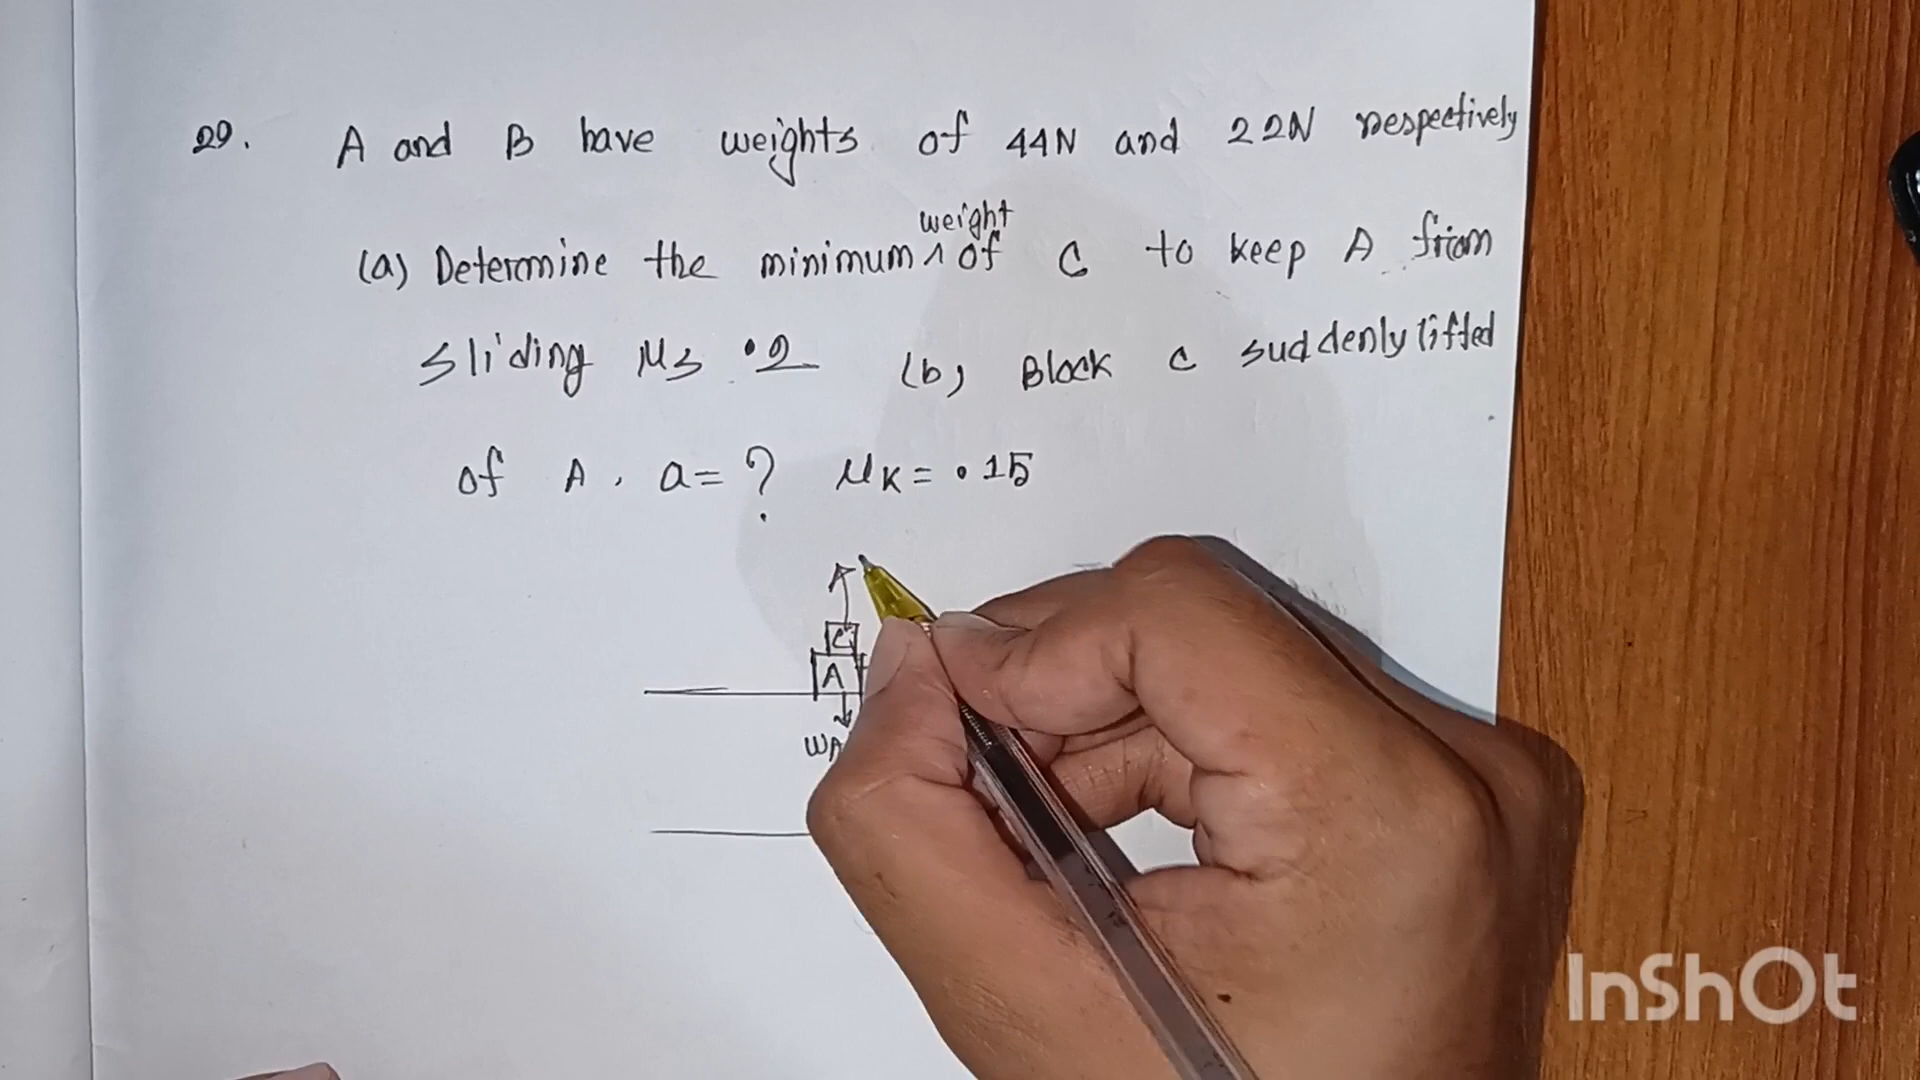 29. A and B have weights of 44N and 22N respectively
weight
(a) Determine the minimum ^ of C to keep A from
sliding μs .2 (b) Block C suddenly lifted
of A. a = ? μK = .15
C
A
WA
InShOt